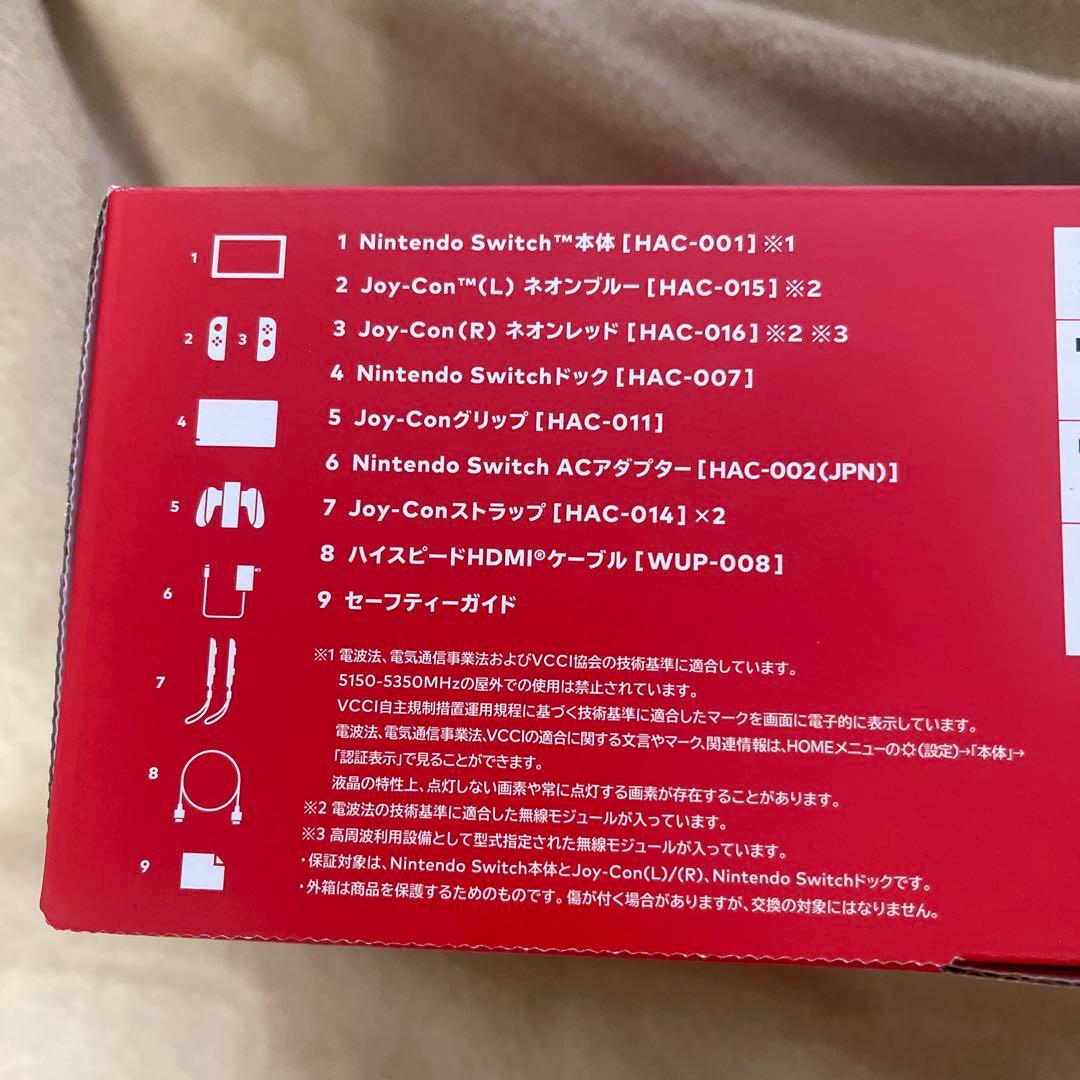 1 Nintendo Switch™本体 [HAC-001] ※1
2 Joy-Con™(L) ネオンブルー [HAC-015] ※2
3 Joy-Con(R) ネオンレッド [HAC-016] ※2 ※3
4 Nintendo Switchドック [HAC-007]
5 Joy-Conグリップ [HAC-011]
6 Nintendo Switch ACアダプター [HAC-002(JPN)]
7 Joy-Conストラップ [HAC-014] ×2
8 ハイスピードHDMI®ケーブル [WUP-008]
9 セーフティーガイド
1
2 3
4
5
6
7
8
9
※1 電波法、電気通信事業法およびVCCI協会の技術基準に適合しています。
5150-5350MHzの屋外での使用は禁止されています。
VCCI自主規制措置運用規程に基づく技術基準に適合したマークを画面に電子的に表示しています。
電波法、電気通信事業法、VCCIの適合に関する文言やマーク、関連情報は、HOMEメニューの(設定)→「本体」→
「認証表示」で見ることができます。
液晶の特性上、点灯しない画素や常に点灯する画素が存在することがあります。
※2 電波法の技術基準に適合した無線モジュールが入っています。
※3 高周波利用設備として型式指定された無線モジュールが入っています。
・保証対象は、Nintendo Switch本体とJoy-Con(L)/(R)、Nintendo Switchドックです。
・外箱は商品を保護するためのものです。傷が付く場合がありますが、交換の対象にはなりません。